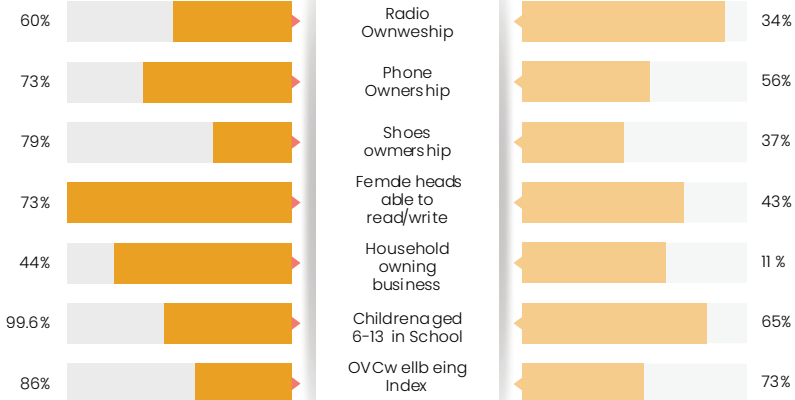 60%
Radio
Ownweship
34%
73%
Phone
Ownership
56%
79%
Shoes
owmership
37%
73%
Femde heads
able to
read/write
43%
44%
Household
owning
business
11 %
99.6%
Childrenaged
6-13 in School
65%
86%
OVCw ellb eing
Index
73%